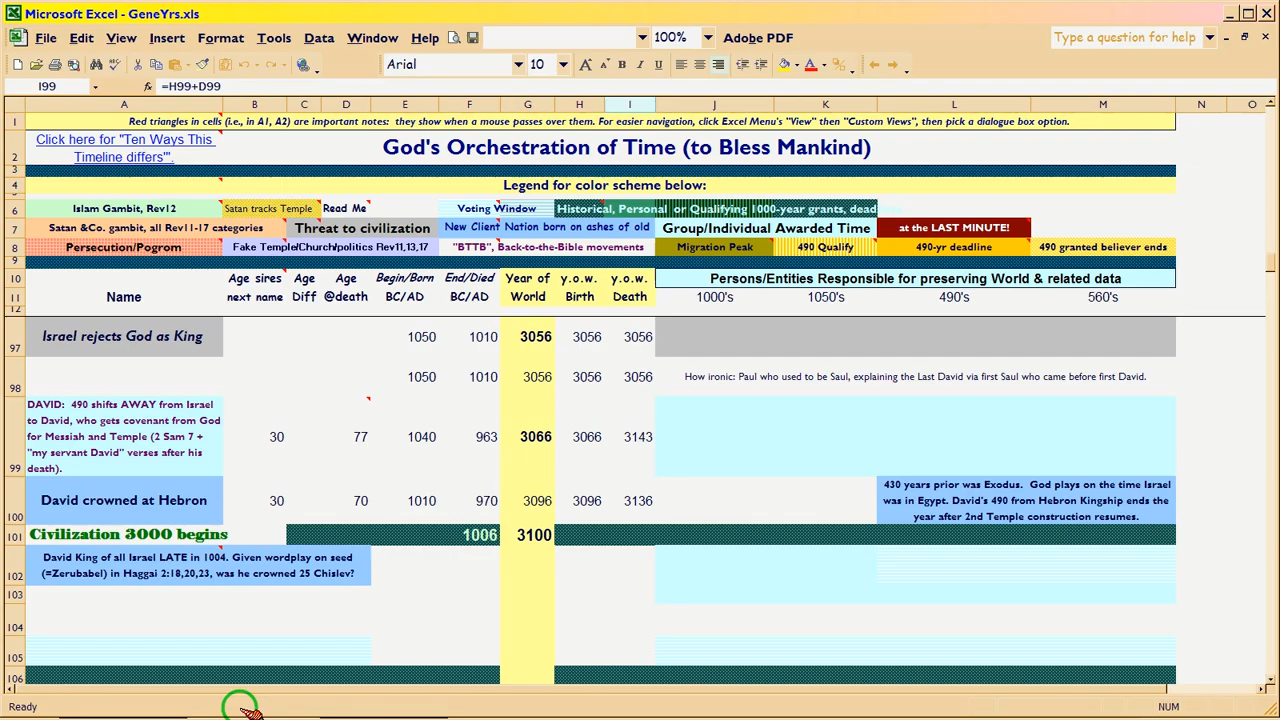 Microsoft Excel - GeneYrs.xls
File Edit View Insert Format Tools Data Window Help 100% Adobe PDF Type a question for help
Arial 10 A A B I U
I99 fx =H99+D99
A B C D E F G H I J K L M N O
1 Red triangles in cells (i.e., in A1, A2) are important notes: they show when a mouse passes over them. For easier navigation, click Excel Menu's "View" then "Custom Views", then pick a dialogue box option.
Click here for "Ten Ways This
Timeline differs'".
2 God's Orchestration of Time (to Bless Mankind)
3
4 Legend for color scheme below:
6 Islam Gambit, Rev12 Satan tracks Temple Read Me Voting Window Historical, Personal or Qualifying 1000-year grants, dead
7 Satan &Co. gambit, all Rev11-17 categories Threat to civilization New Client Nation born on ashes of old Group/Individual Awarded Time at the LAST MINUTE!
8 Persecution/Pogrom Fake Temple/Church/politics Rev11,13,17 "BTTB", Back-to-the-Bible movements Migration Peak 490 Qualify 490-yr deadline 490 granted believer ends
9
10 Age sires Age Age Begin/Born End/Died Year of y.o.w. y.o.w. Persons/Entities Responsible for preserving World & related data
11 Name next name Diff @death BC/AD BC/AD World Birth Death 1000's 1050's 490's 560's
12
97 Israel rejects God as King 1050 1010 3056 3056 3056
98 1050 1010 3056 3056 3056 How ironic: Paul who used to be Saul, explaining the Last David via first Saul who came before first David.
DAVID: 490 shifts AWAY from Israel
to David, who gets covenant from God
for Messiah and Temple (2 Sam 7 + 30 77 1040 963 3066 3066 3143
"my servant David" verses after his
99 death).
430 years prior was Exodus. God plays on the time Israel
David crowned at Hebron 30 70 1010 970 3096 3096 3136 was in Egypt. David's 490 from Hebron Kingship ends the
100 year after 2nd Temple construction resumes.
101 Civilization 3000 begins 1006 3100
David King of all Israel LATE in 1004. Given wordplay on seed
102 (=Zerubabel) in Haggai 2:18,20,23, was he crowned 25 Chislev?
103
104
105
106
Ready NUM